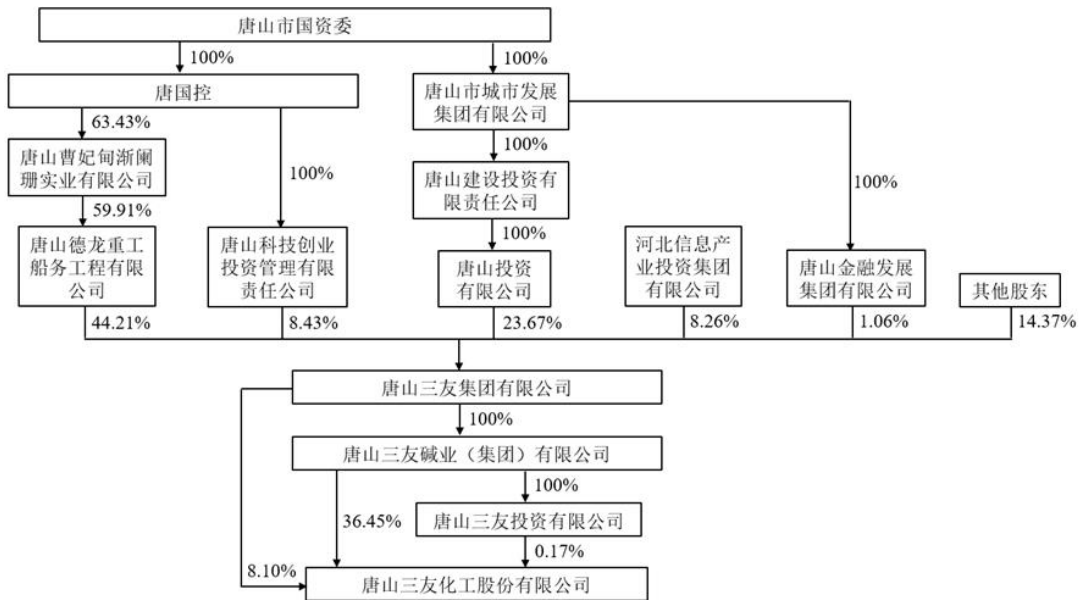 唐山市国资委
100%
100%
唐国控
唐山市城市发展
集团有限公司
63.43%
100%
100%
100%
唐山曹妃甸渐阑
珊实业有限公司
唐山建设投资有
限责任公司
59.91%
100%
唐山德龙重工
船务工程有限
公司
唐山科技创业
投资管理有限
责任公司
唐山投资
有限公司
河北信息产
业投资集团
有限公司
唐山金融发展
集团有限公司
其他股东
44.21%
8.43%
23.67%
8.26%
1.06%
14.37%
唐山三友集团有限公司
100%
唐山三友碱业（集团）有限公司
100%
36.45%
唐山三友投资有限公司
0.17%
8.10%
唐山三友化工股份有限公司